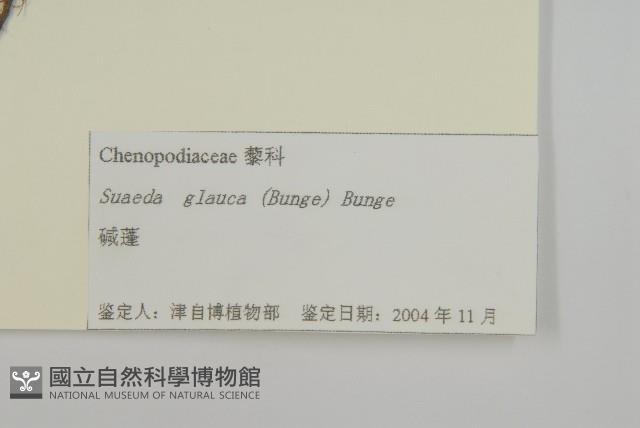 Chenopodiaceae 藜科
Suaeda glauca (Bunge) Bunge
碱蓬
鉴定人：津自博植物部 鉴定日期：2004 年 11 月
國立自然科學博物館
NATIONAL MUSEUM OF NATURAL SCIENCE